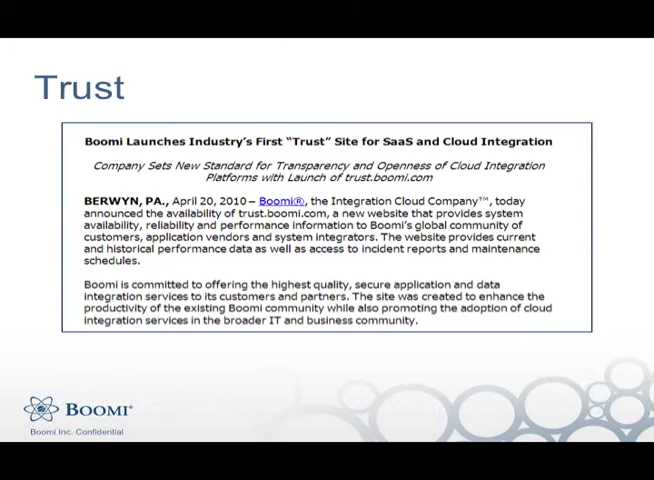 Trust
Boomi Launches Industry's First "Trust" Site for SaaS and Cloud Integration
Company Sets New Standard for Transparency and Openness of Cloud Integration
Platforms with Launch of trust.boomi.com
BERWYN, PA., April 20, 2010 – Boomi®, the Integration Cloud Company™, today
announced the availability of trust.boomi.com, a new website that provides system
availability, reliability and performance information to Boomi's global community of
customers, application vendors and system integrators. The website provides current
and historical performance data as well as access to incident reports and maintenance
schedules.
Boomi is committed to offering the highest quality, secure application and data
integration services to its customers and partners. The site was created to enhance the
productivity of the existing Boomi community while also promoting the adoption of cloud
integration services in the broader IT and business community.
BOOMI®
Boomi Inc. Confidential